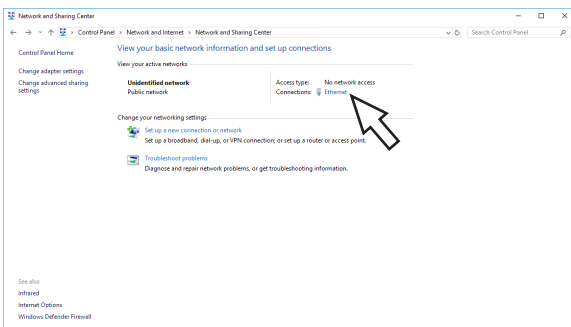 Network and Sharing Center
Control Panel > Network and Internet > Network and Sharing Center
Search Control Panel
Control Panel Home
Change adapter settings
Change advanced sharing
settings
View your basic network information and set up connections
View your active networks
Unidentified network
Public network
Access type: No network access
Connections: Ethernet
Change your networking settings
Set up a new connection or network
Set up a broadband, dial-up, or VPN connection; or set up a router or access point.
Troubleshoot problems
Diagnose and repair network problems, or get troubleshooting information.
See also
Infrared
Internet Options
Windows Defender Firewall